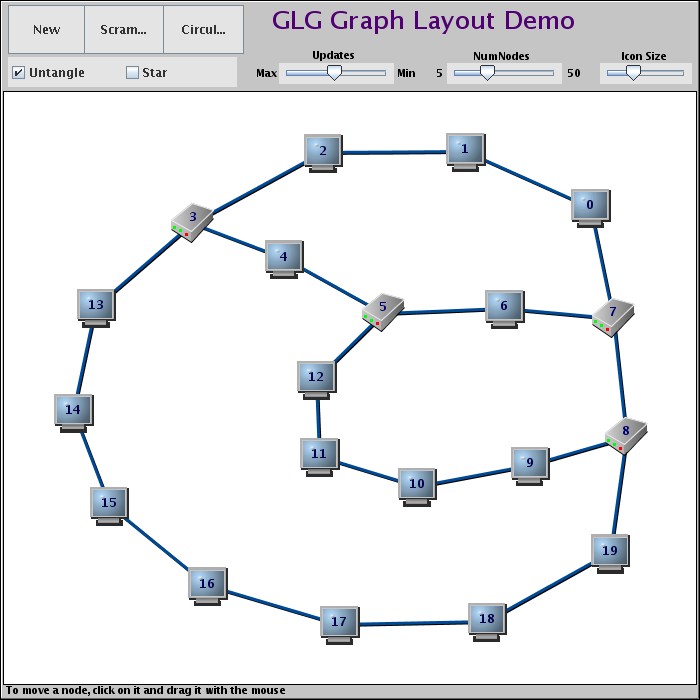 GLG Graph Layout Demo
New Scram... Circul...
Updates NumNodes Icon Size
Untangle Star Max Min 5 50
2 1
0
3
4
13 5 6 7
12
14
8
11 9
10
15
19
16
17 18
To move a node, click on it and drag it with the mouse